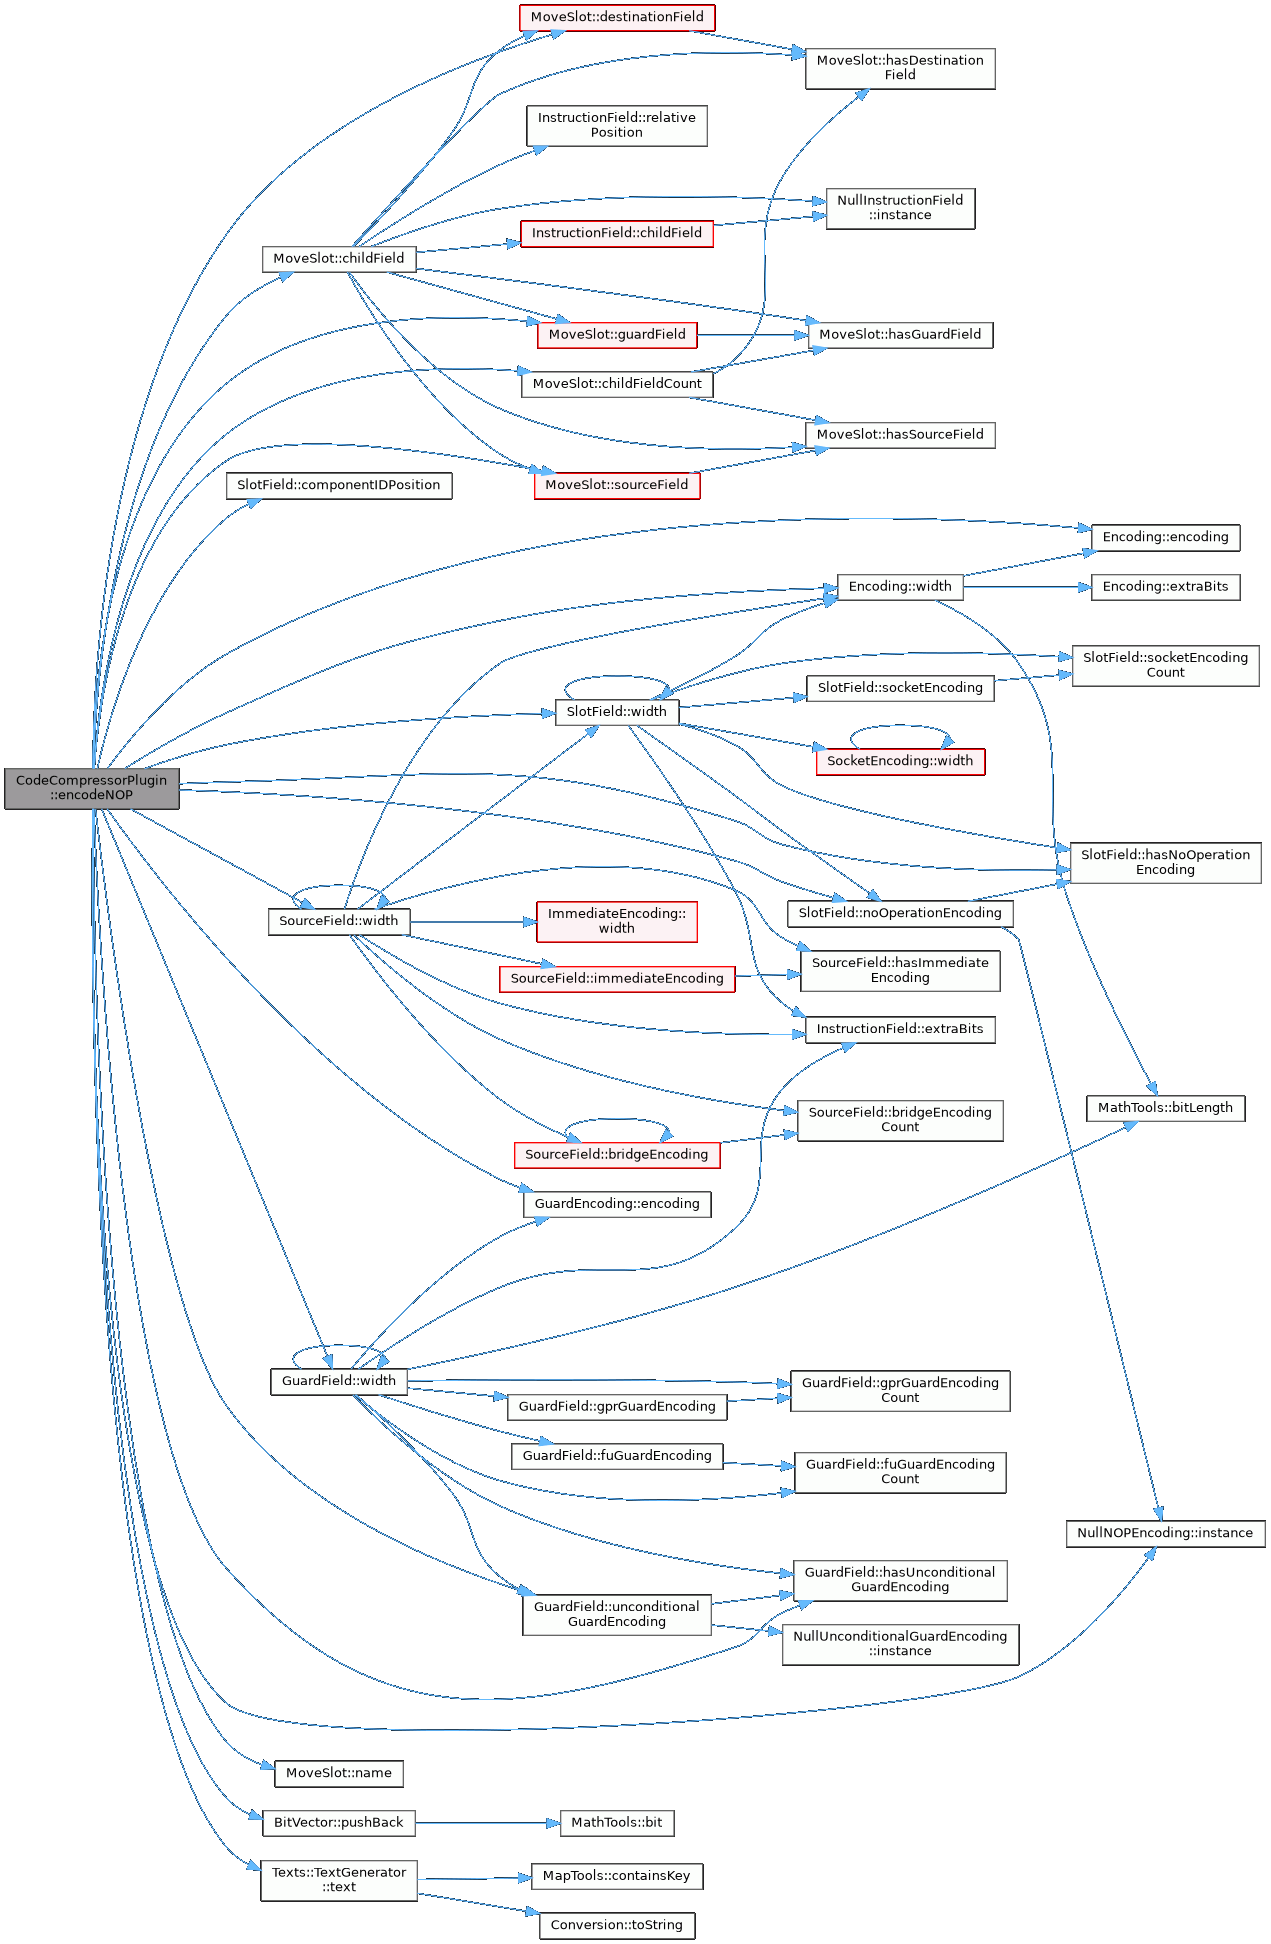 MoveSlot::destinationField
MoveSlot::hasDestination
Field
InstructionField::relative
Position
NullInstructionField
::instance
InstructionField::childField
MoveSlot::childField
MoveSlot::guardField
MoveSlot::hasGuardField
MoveSlot::childFieldCount
MoveSlot::hasSourceField
SlotField::componentIDPosition
MoveSlot::sourceField
Encoding::encoding
Encoding::width
Encoding::extraBits
SlotField::socketEncoding
Count
SlotField::socketEncoding
SlotField::width
SocketEncoding::width
CodeCompressorPlugin
::encodeNOP
SlotField::hasNoOperation
Encoding
SlotField::noOperationEncoding
SourceField::width
ImmediateEncoding::
width
SourceField::hasImmediate
Encoding
SourceField::immediateEncoding
InstructionField::extraBits
SourceField::bridgeEncoding
Count
MathTools::bitLength
SourceField::bridgeEncoding
GuardEncoding::encoding
GuardField::width
GuardField::gprGuardEncoding
Count
GuardField::gprGuardEncoding
GuardField::fuGuardEncoding
GuardField::fuGuardEncoding
Count
NullNOPEncoding::instance
GuardField::hasUnconditional
GuardEncoding
GuardField::unconditional
GuardEncoding
NullUnconditionalGuardEncoding
::instance
MoveSlot::name
BitVector::pushBack
MathTools::bit
Texts::TextGenerator
::text
MapTools::containsKey
Conversion::toString